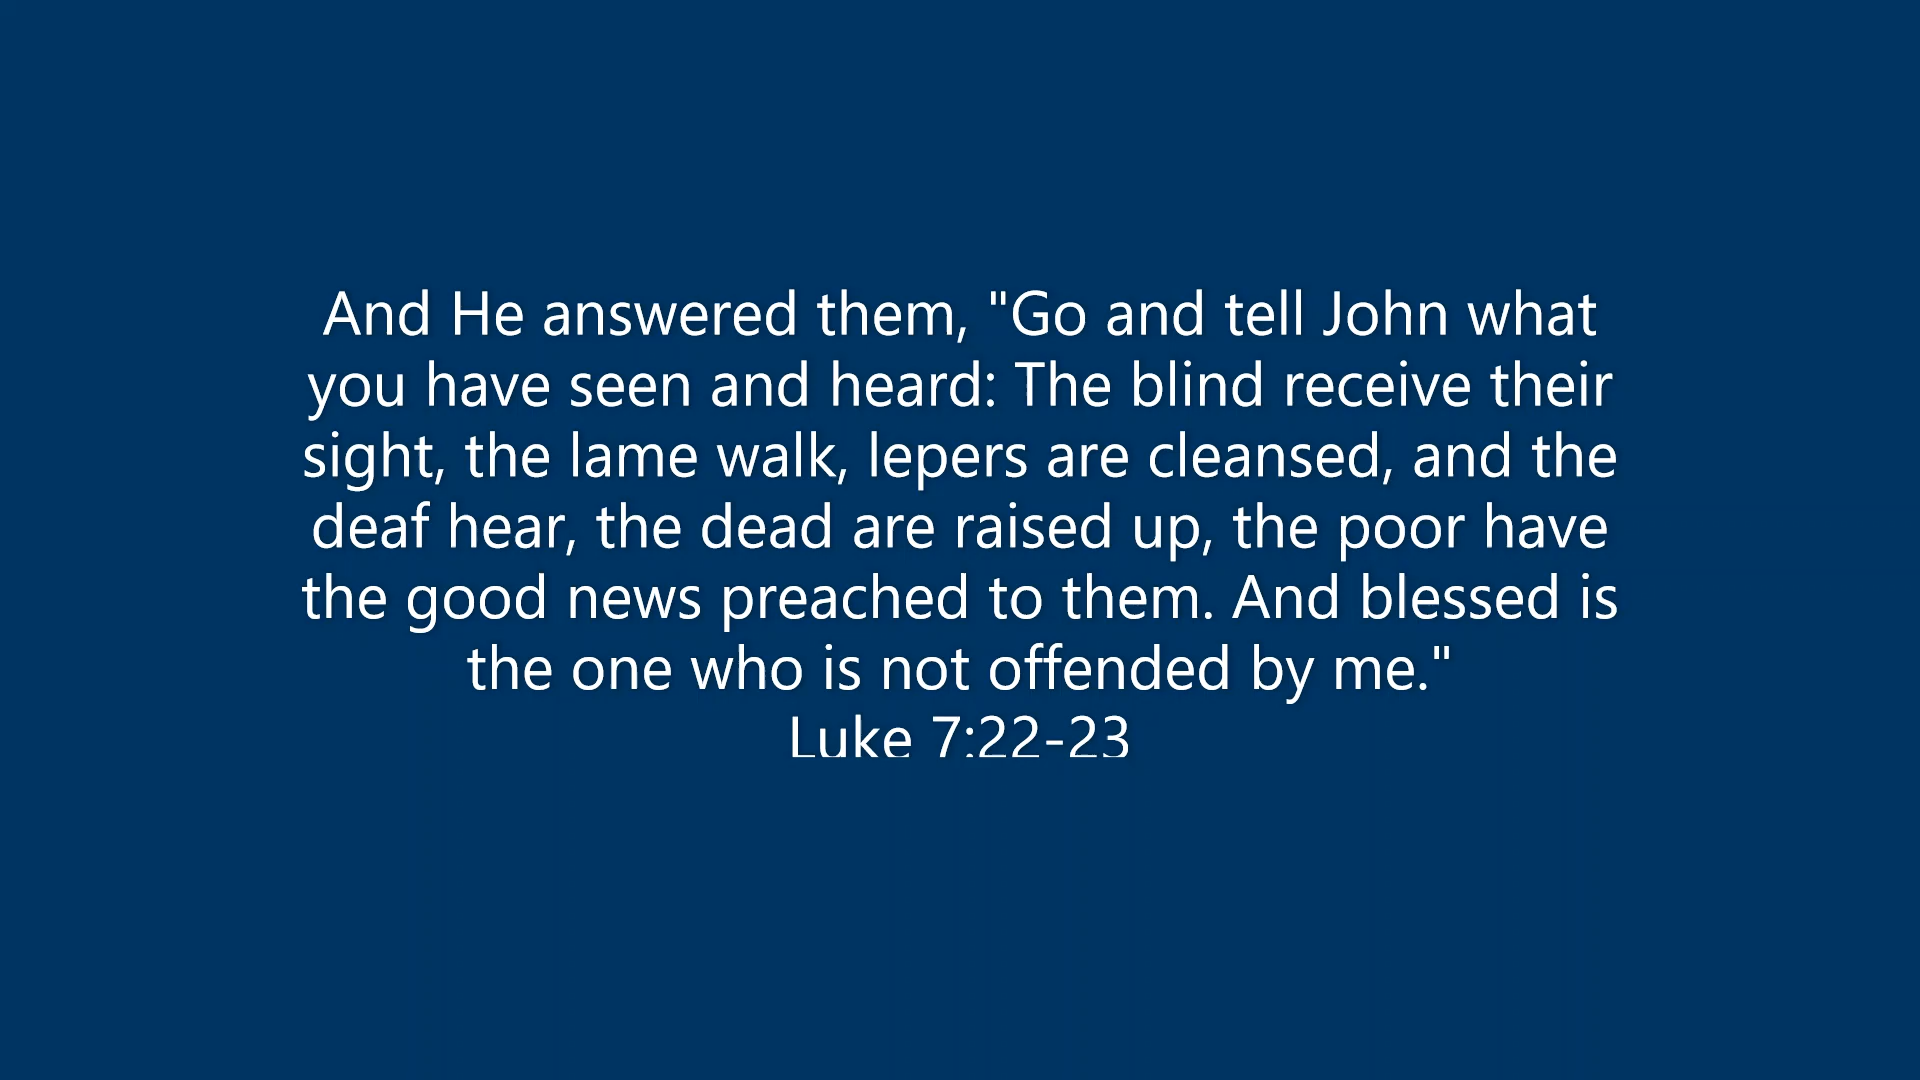 And He answered them, "Go and tell John what
you have seen and heard: The blind receive their
sight, the lame walk, lepers are cleansed, and the
deaf hear, the dead are raised up, the poor have
the good news preached to them. And blessed is
the one who is not offended by me."
Luke 7:22-23